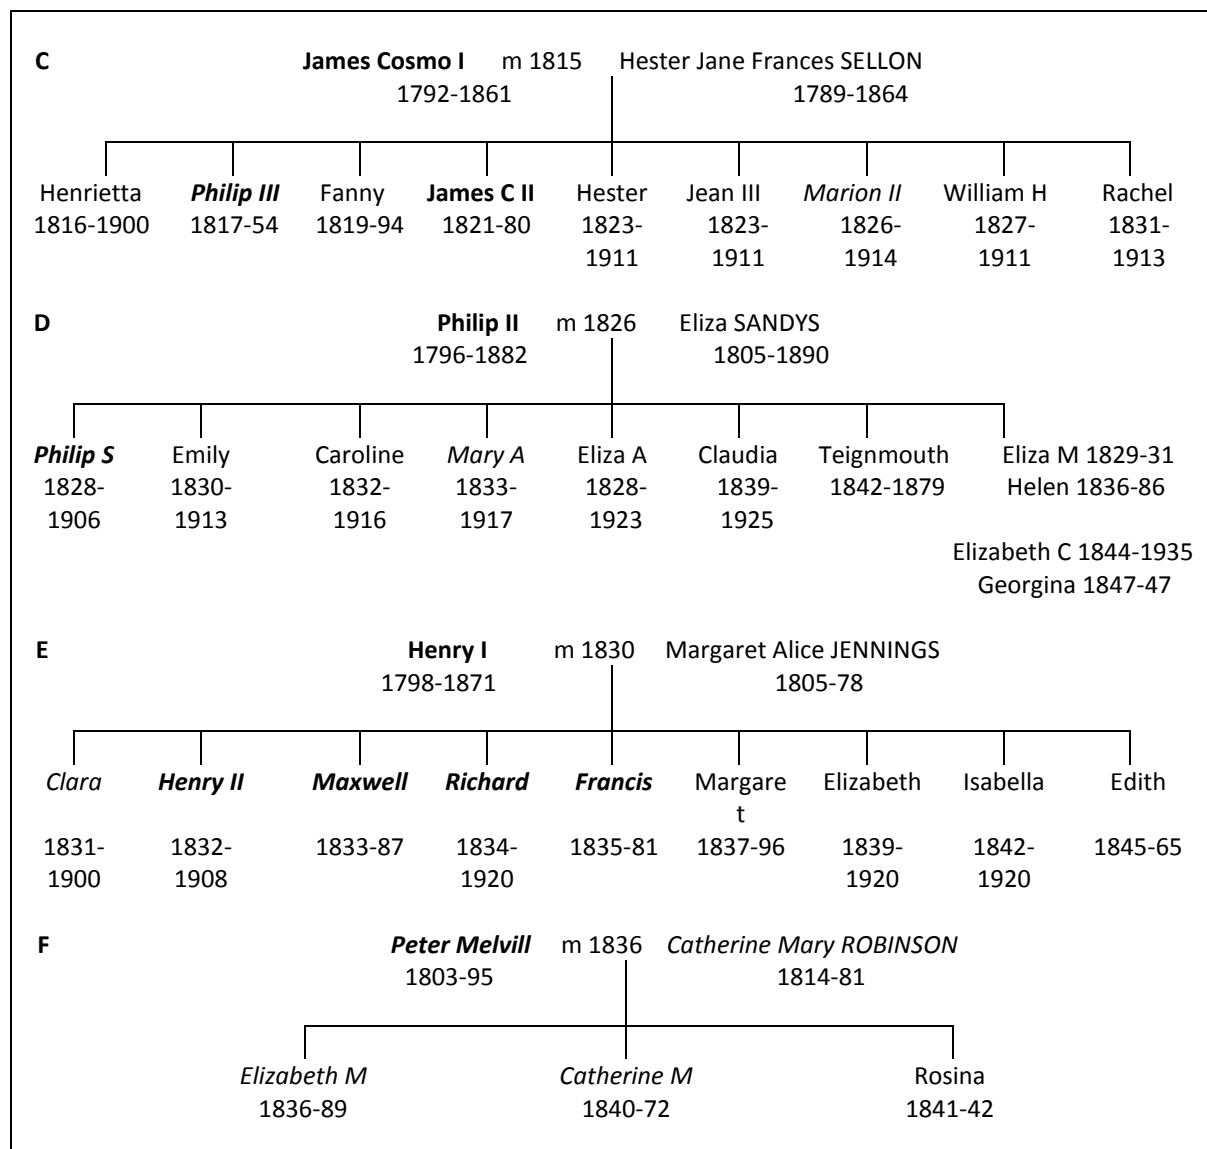 C James Cosmo I m 1815 Hester Jane Frances SELLON
1792-1861 1789-1864
Henrietta Philip III Fanny James C II Hester Jean III Marion II William H Rachel
1816-1900 1817-54 1819-94 1821-80 1823- 1823- 1826- 1827- 1831-
1911 1911 1914 1911 1913
D Philip II m 1826 Eliza SANDYS
1796-1882 1805-1890
Philip S Emily Caroline Mary A Eliza A Claudia Teignmouth Eliza M 1829-31
1828- 1830- 1832- 1833- 1828- 1839- 1842-1879 Helen 1836-86
1906 1913 1916 1917 1923 1925
Elizabeth C 1844-1935
Georgina 1847-47
E Henry I m 1830 Margaret Alice JENNINGS
1798-1871 1805-78
Clara Henry II Maxwell Richard Francis Margare Elizabeth Isabella Edith
t
1831- 1832- 1833-87 1834- 1835-81 1837-96 1839- 1842- 1845-65
1900 1908 1920 1920 1920
F Peter Melvill m 1836 Catherine Mary ROBINSON
1803-95 1814-81
Elizabeth M Catherine M Rosina
1836-89 1840-72 1841-42